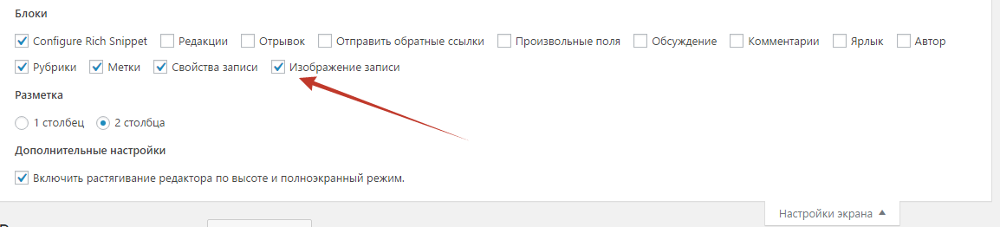 Блоки
Configure Rich Snippet Редакции Отрывок Отправить обратные ссылки Произвольные поля Обсуждение Комментарии Ярлык Автор
Рубрики Метки Свойства записи Изображение записи
Разметка
1 столбец 2 столбца
Дополнительные настройки
Включить растягивание редактора по высоте и полноэкранный режим.
Настройки экрана